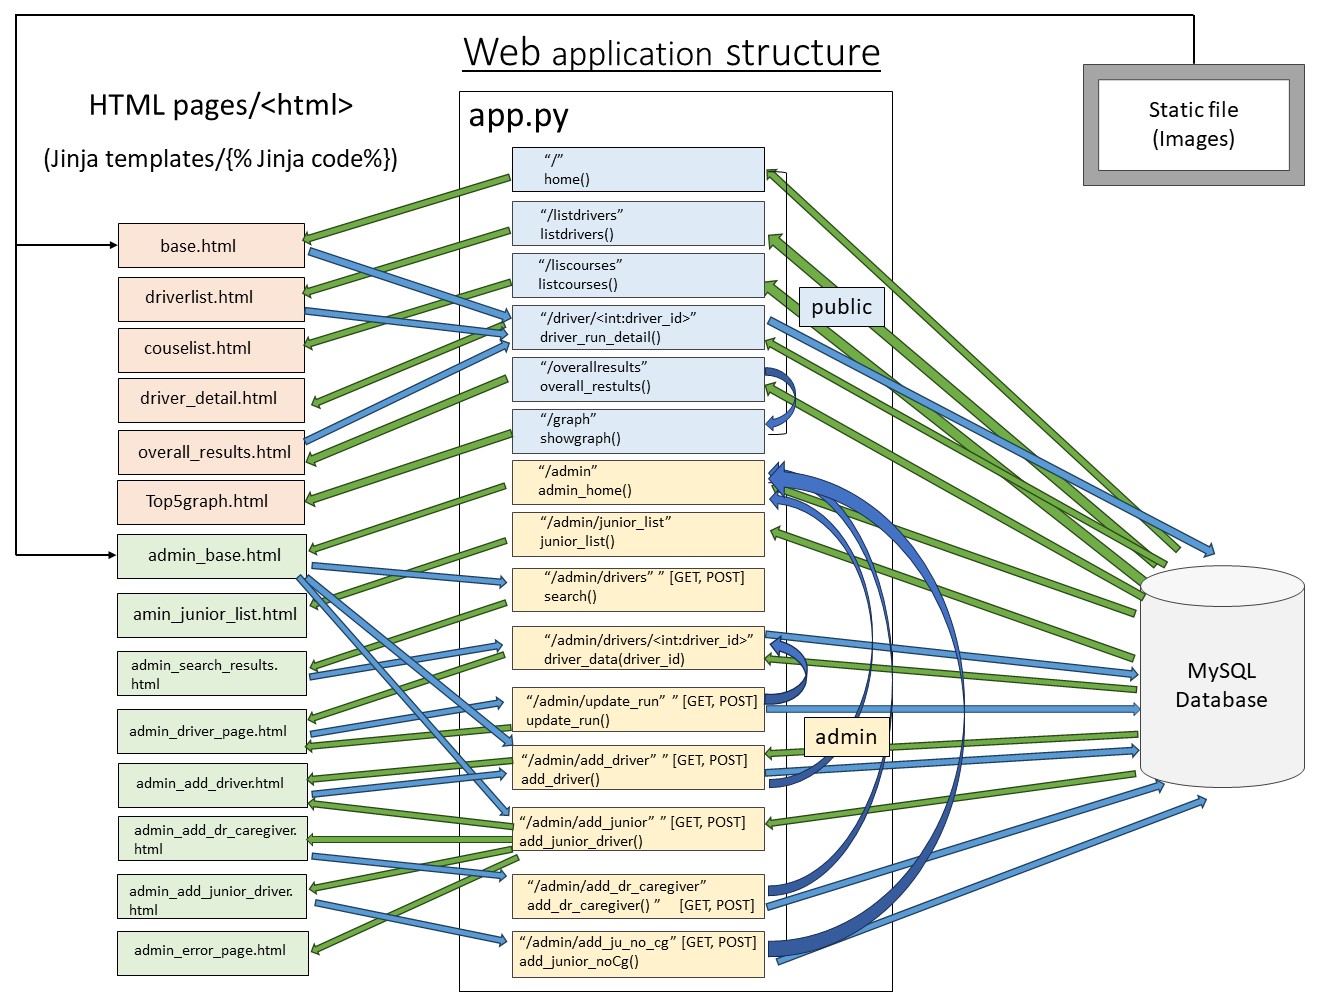 Web application structure
HTML pages/<html>
(Jinja templates/{% Jinja code%})
base.html
driverlist.html
couselist.html
driver_detail.html
overall_results.html
Top5graph.html
admin_base.html
amin_junior_list.html
admin_search_results.
html
admin_driver_page.html
admin_add_driver.html
admin_add_dr_caregiver.
html
admin_add_junior_driver.
html
admin_error_page.html
app.py
“/”
home()
“/listdrivers”
listdrivers()
“/liscourses”
listcourses()
“/driver/<int:driver_id>”
driver_run_detail()
“/overallresults”
overall_restults()
“/graph”
showgraph()
“/admin”
admin_home()
“/admin/junior_list”
junior_list()
“/admin/drivers” ” [GET, POST]
search()
“/admin/drivers/<int:driver_id>”
driver_data(driver_id)
“/admin/update_run” ” [GET, POST]
update_run()
“/admin/add_driver” ” [GET, POST]
add_driver()
“/admin/add_junior” ” [GET, POST]
add_junior_driver()
“/admin/add_dr_caregiver”
add_dr_caregiver() ” [GET, POST]
“/admin/add_ju_no_cg” [GET, POST]
add_junior_noCg()
public
admin
Static file
(Images)
MySQL
Database